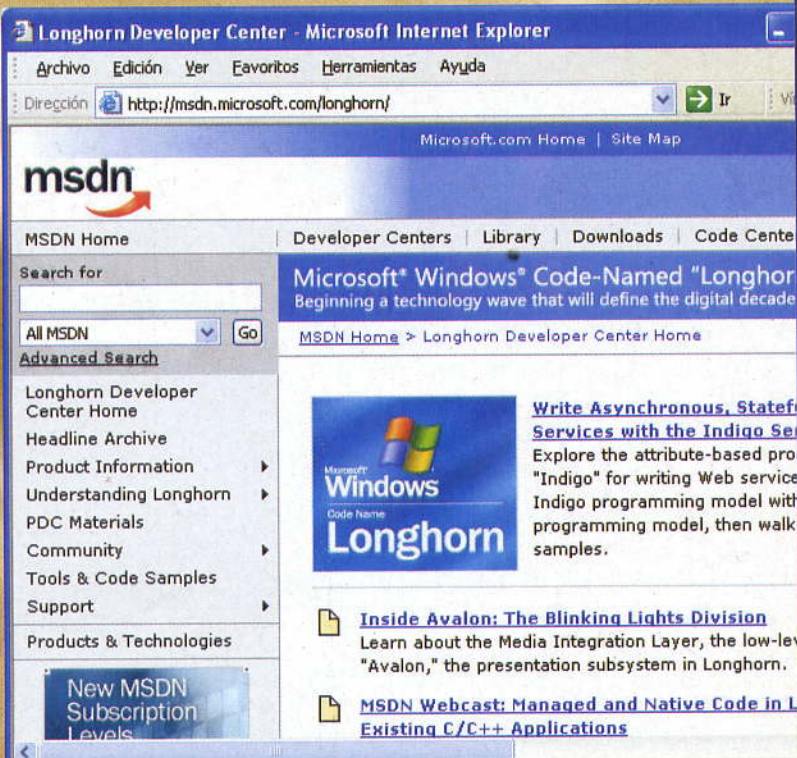 Longhorn Developer Center - Microsoft Internet Explorer
Archivo Edición Ver Favoritos Herramientas Ayuda
Dirección http://msdn.microsoft.com/longhorn/ Ir
Microsoft.com Home | Site Map
msdn
MSDN Home | Developer Centers | Library | Downloads | Code Cente
Search for
All MSDN Go
Advanced Search
Longhorn Developer
Center Home
Headline Archive
Product Information
Understanding Longhorn
PDC Materials
Community
Tools & Code Samples
Support
Products & Technologies
New MSDN
Subscription
Levels
Microsoft® Windows® Code-Named "Longhor
Beginning a technology wave that will define the digital decade
MSDN Home > Longhorn Developer Center Home
Microsoft
Windows
Code Name
Longhorn
Write Asynchronous, Statefu
Services with the Indigo Ser
Explore the attribute-based pro
"Indigo" for writing Web service
Indigo programming model with
programming model, then walk
samples.
Inside Avalon: The Blinking Lights Division
Learn about the Media Integration Layer, the low-lev
"Avalon," the presentation subsystem in Longhorn.
MSDN Webcast: Managed and Native Code in L
Existing C/C++ Applications